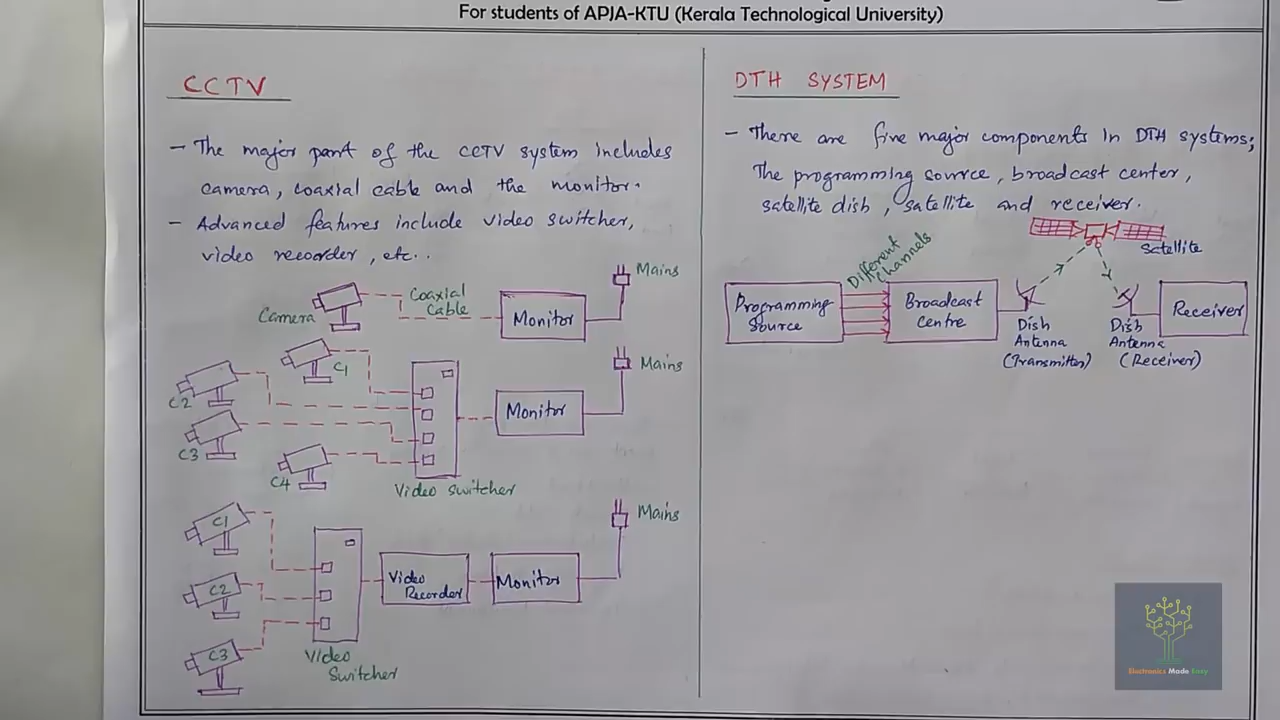 For students of APJA-KTU (Kerala Technological University)
CCTV
- The major part of the CCTV system includes
camera, coaxial cable and the monitor.
- Advanced features include video switcher,
video recorder, etc..
Camera
Coaxial
Cable
Monitor
Mains
C1
C2
C3
C4
Video switcher
Monitor
Mains
C1
C2
C3
Video
Switcher
Video
Recorder
Monitor
Mains
DTH SYSTEM
- There are five major components in DTH systems;
The programming source, broadcast center,
satellite dish, satellite and receiver.
Programming
Source
Different
Channels
Broadcast
Centre
Satellite
Dish
Antenna
(Transmitter)
Dish
Antenna
(Receiver)
Receiver
Electronics Made Easy